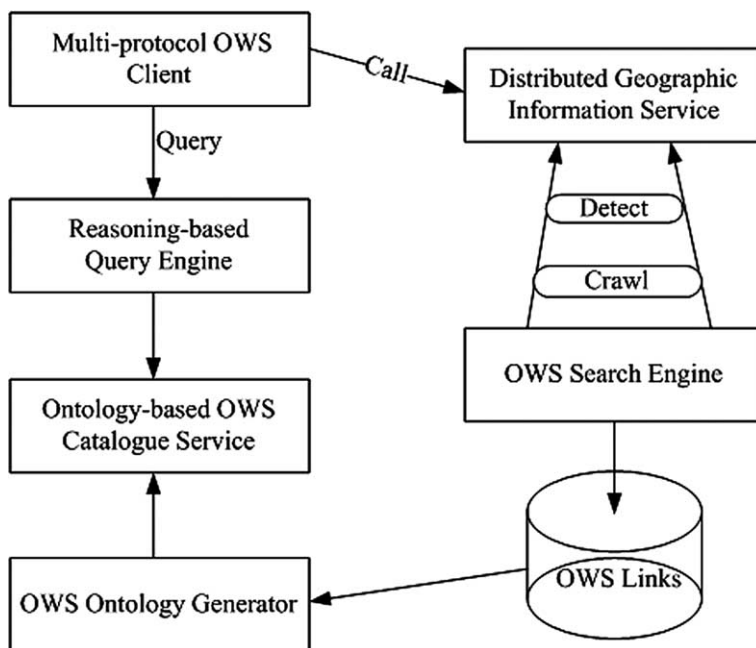 Multi-protocol OWS
Client
Call
Distributed Geographic
Information Service
Query
Detect
Reasoning-based
Query Engine
Crawl
OWS Search Engine
Ontology-based OWS
Catalogue Service
OWS Links
OWS Ontology Generator